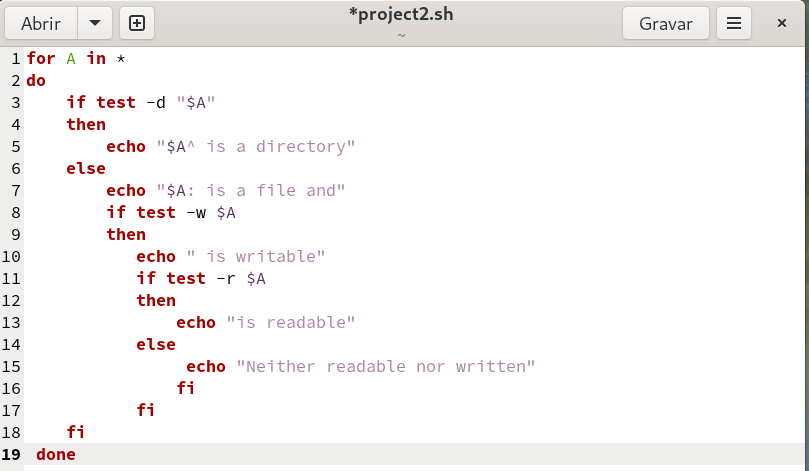 Abrir
*project2.sh
~
Gravar
1 for A in *
2 do
3     if test -d "$A"
4     then
5         echo "$A^ is a directory"
6     else
7         echo "$A: is a file and"
8         if test -w $A
9         then
10            echo " is writable"
11            if test -r $A
12            then
13                echo "is readable"
14            else
15                 echo "Neither readable nor written"
16                fi
17            fi
18     fi
19  done